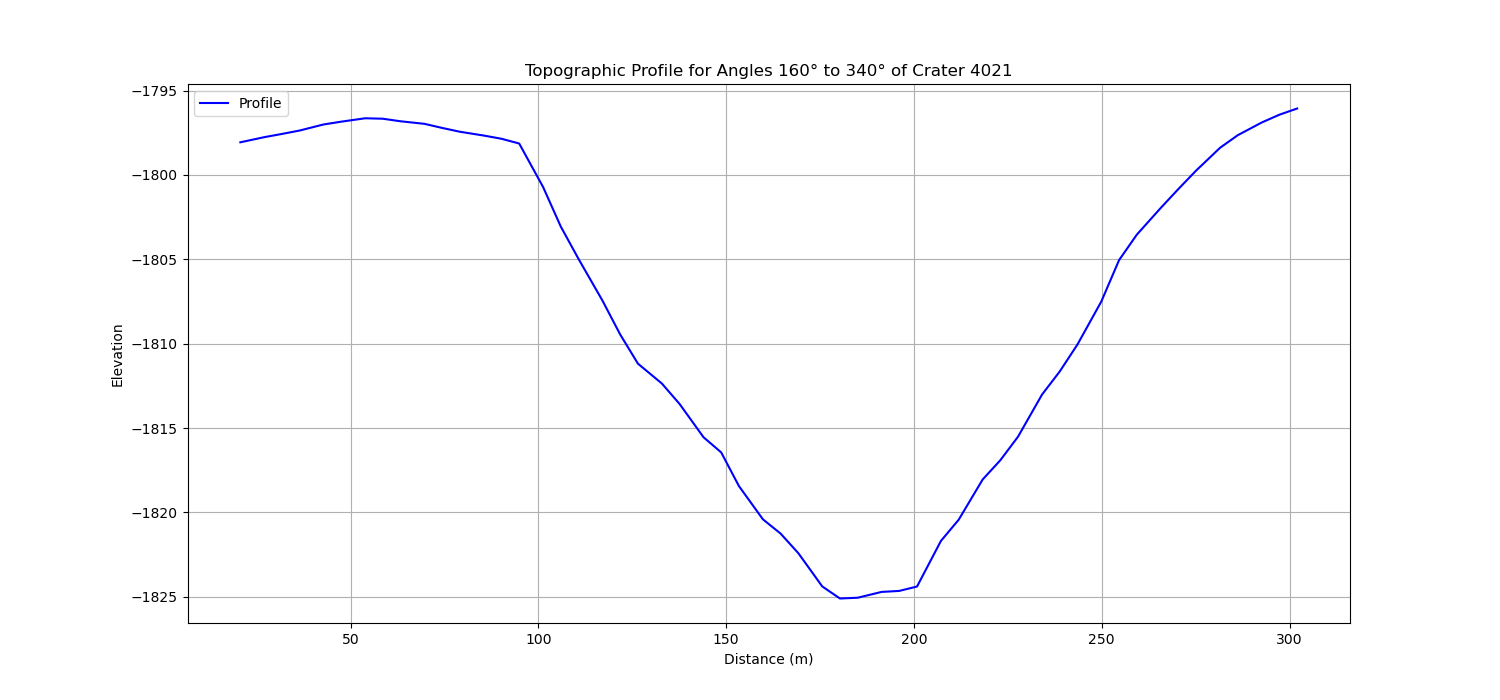 Topographic Profile for Angles 160° to 340° of Crater 4021
Profile
−1795
−1800
−1805
−1810
−1815
−1820
−1825
Elevation
50 100 150 200 250 300
Distance (m)